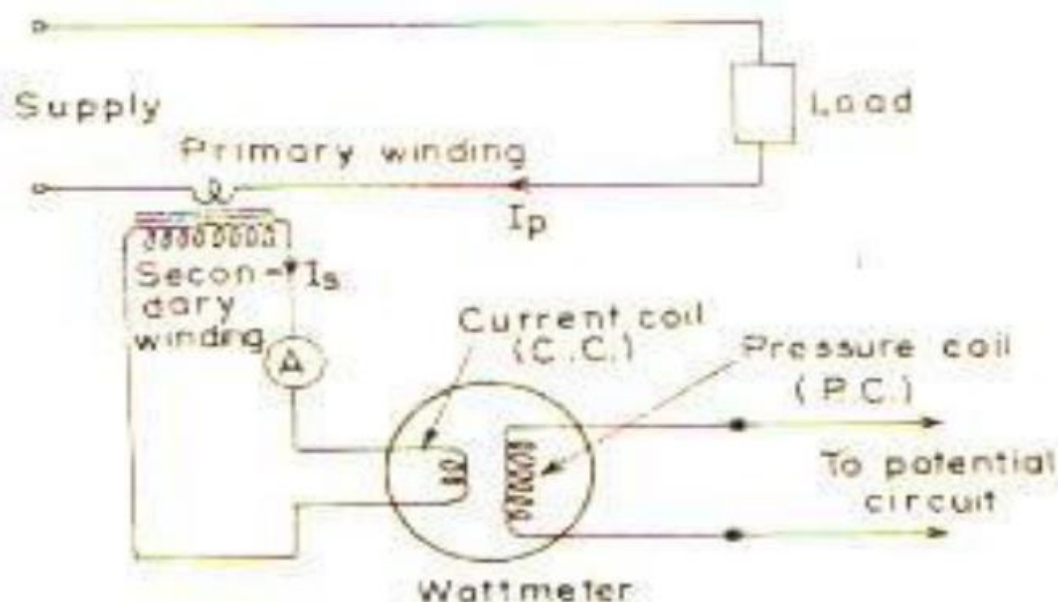 Supply
Load
Primary winding
Ip
Secon-
dary
winding
Is
A
Current coil
(C.C.)
Pressure coil
(P.C.)
To potential
circuit
Wattmeter